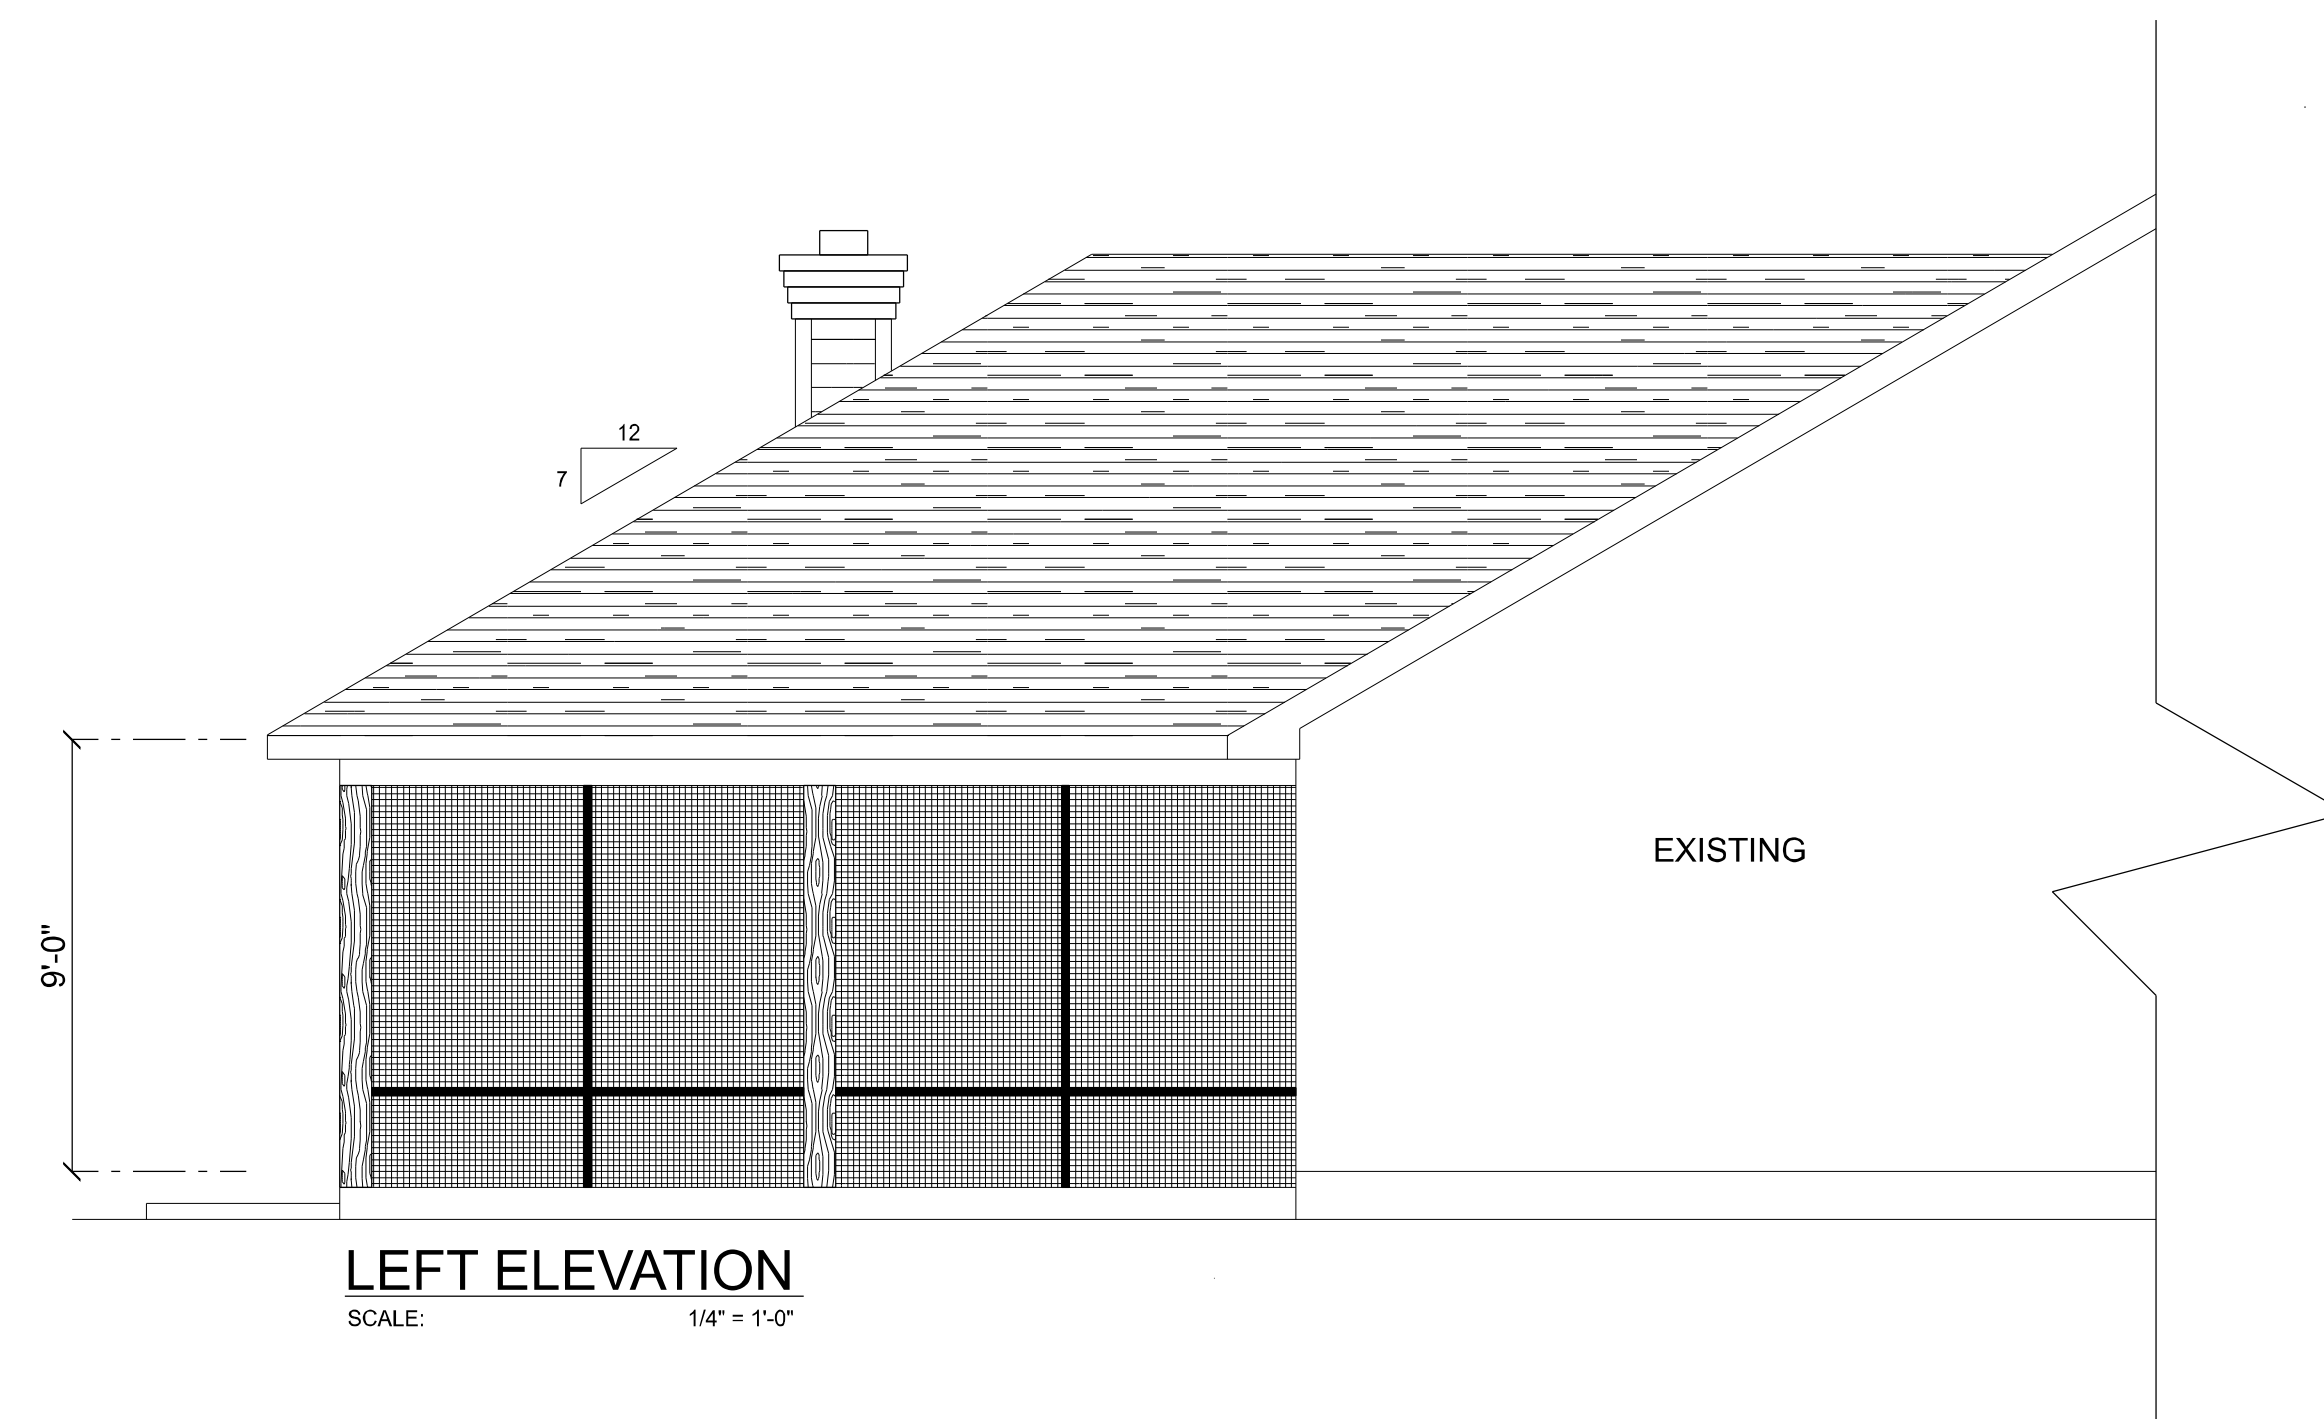 12
7
9'-0"
EXISTING
LEFT ELEVATION
SCALE: 1/4" = 1'-0"